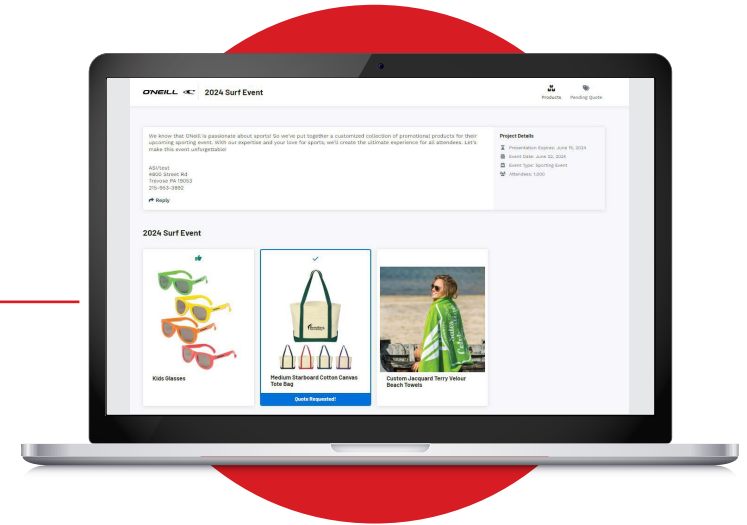 O'NEILL 2024 Surf Event
Products Pending Quote
We know that ONeill is passionate about sports! So we've put together a customized collection of promotional products for their
upcoming sporting event. With our expertise and your love for sports, we'll create the ultimate experience for all attendees. Let's
make this event unforgettable!
ASI/test
4800 Street Rd
Trevose PA 19053
215-953-3892
Reply
Project Details
Presentation Expires: June 15, 2024
Event Date: June 22, 2024
Event Type: Sporting Event
Attendees: 1,000
2024 Surf Event
Kids Glasses
Medium Starboard Cotton Canvas
Tote Bag
Quote Requested!
Custom Jacquard Terry Velour
Beach Towels